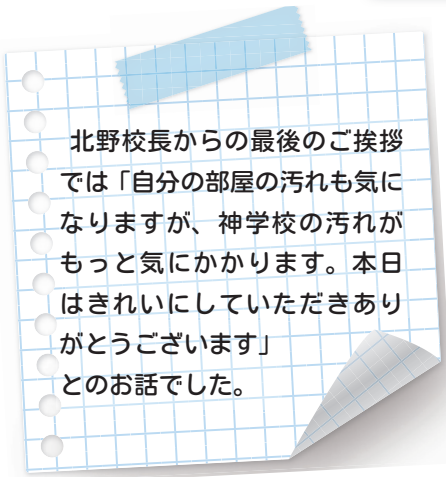 北野校長からの最後のご挨拶
では「自分の部屋の汚れも気に
なりますが、神学校の汚れが
もっと気にかかります。本日
はきれいにしていただきあり
がとうございます」
とのお話でした。